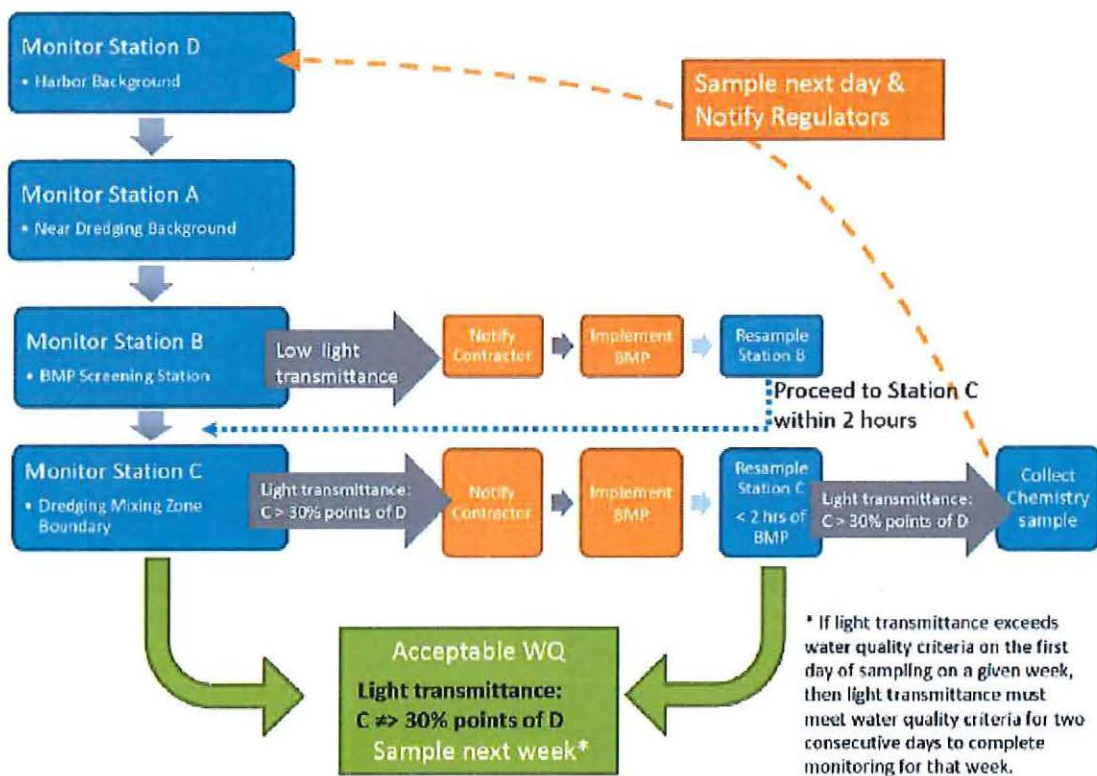 Monitor Station D
• Harbor Background
Sample next day &
Notify Regulators
Monitor Station A
• Near Dredging Background
Monitor Station B
• BMP Screening Station
Low light
transmittance
Notify
Contractor
Implement
BMP
Resample
Station B
Proceed to Station C
within 2 hours
Monitor Station C
• Dredging Mixing Zone
Boundary
Light transmittance:
C > 30% points of D
Notify
Contractor
Implement
BMP
Resample
Station C
< 2 hrs of
BMP
Light transmittance:
C > 30% points of D
Collect
Chemistry
sample
Acceptable WQ
Light transmittance:
C ≯ 30% points of D
Sample next week*
* If light transmittance exceeds
water quality criteria on the first
day of sampling on a given week,
then light transmittance must
meet water quality criteria for two
consecutive days to complete
monitoring for that week.